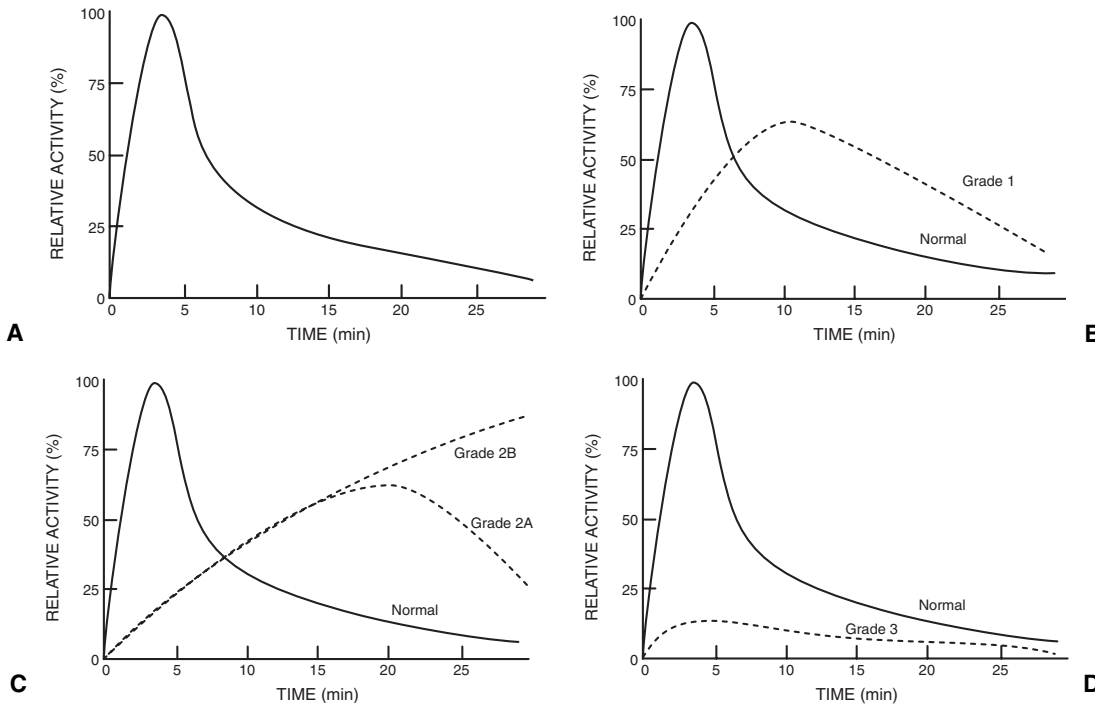 100
75
50
25
0
RELATIVE ACTIVITY (%)
0 5 10 15 20 25
TIME (min)
A
100
75
50
25
0
RELATIVE ACTIVITY (%)
Grade 1
Normal
0 5 10 15 20 25
TIME (min)
B
100
75
50
25
0
RELATIVE ACTIVITY (%)
Grade 2B
Grade 2A
Normal
0 5 10 15 20 25
TIME (min)
C
100
75
50
25
0
RELATIVE ACTIVITY (%)
Normal
Grade 3
0 5 10 15 20 25
TIME (min)
D